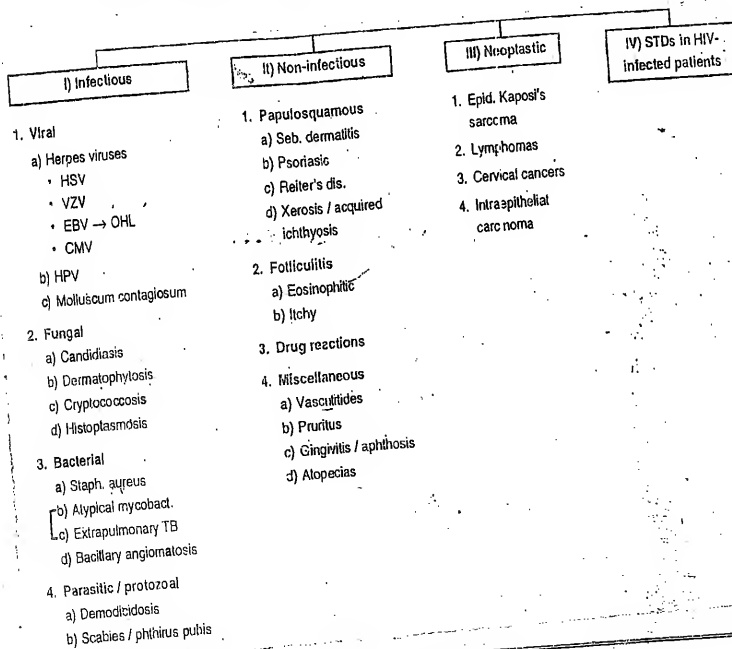 I) Infectious
1. Viral
a) Herpes viruses
• HSV
• VZV
• EBV → OHL
• CMV
b) HPV
c) Molluscum contagiosum
2. Fungal
a) Candidiasis
b) Dermatophytosis
c) Cryptococcosis
d) Histoplasmosis
3. Bacterial
a) Staph. aureus
b) Atypical mycobact.
c) Extrapulmonary TB
d) Bacillary angiomatosis
4. Parasitic / protozoal
a) Demodicidosis
b) Scabies / phthirus pubis
II) Non-infectious
1. Papulosquamous
a) Seb. dermatitis
b) Psoriasic
c) Reiter's dis.
d) Xerosis / acquired
ichthyosis
2. Folliculitis
a) Eosinophilic
b) Itchy
3. Drug reactions
4. Miscellaneous
a) Vasculitides
b) Pruritus
c) Gingivitis / aphthosis
d) Alopecias
III) Neoplastic
1. Epid. Kaposi's
sarcoma
2. Lymphomas
3. Cervical cancers
4. Intraepithelial
carcinoma
IV) STDs in HIV-
infected patients